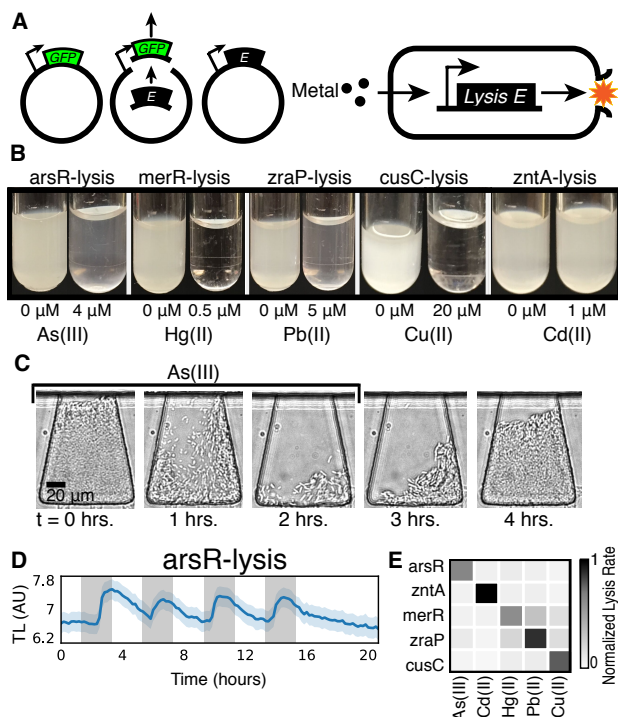 A
GFP
GFP
E
E
Metal
Lysis E
B
arsR-lysis merR-lysis zraP-lysis cusC-lysis zntA-lysis
0 µM 4 µM 0 µM 0.5 µM 0 µM 5 µM 0 µM 20 µM 0 µM 1 µM
As(III) Hg(II) Pb(II) Cu(II) Cd(II)
C
As(III)
20 µm
t = 0 hrs. 1 hrs. 2 hrs. 3 hrs. 4 hrs.
D
arsR-lysis
TL (AU)
7.8
7
6.2
0 4 8 12 16 20
Time (hours)
E
arsR
zntA
merR
zraP
cusC
As(III)
Cd(II)
Hg(II)
Pb(II)
Cu(II)
1
0
Normalized Lysis Rate